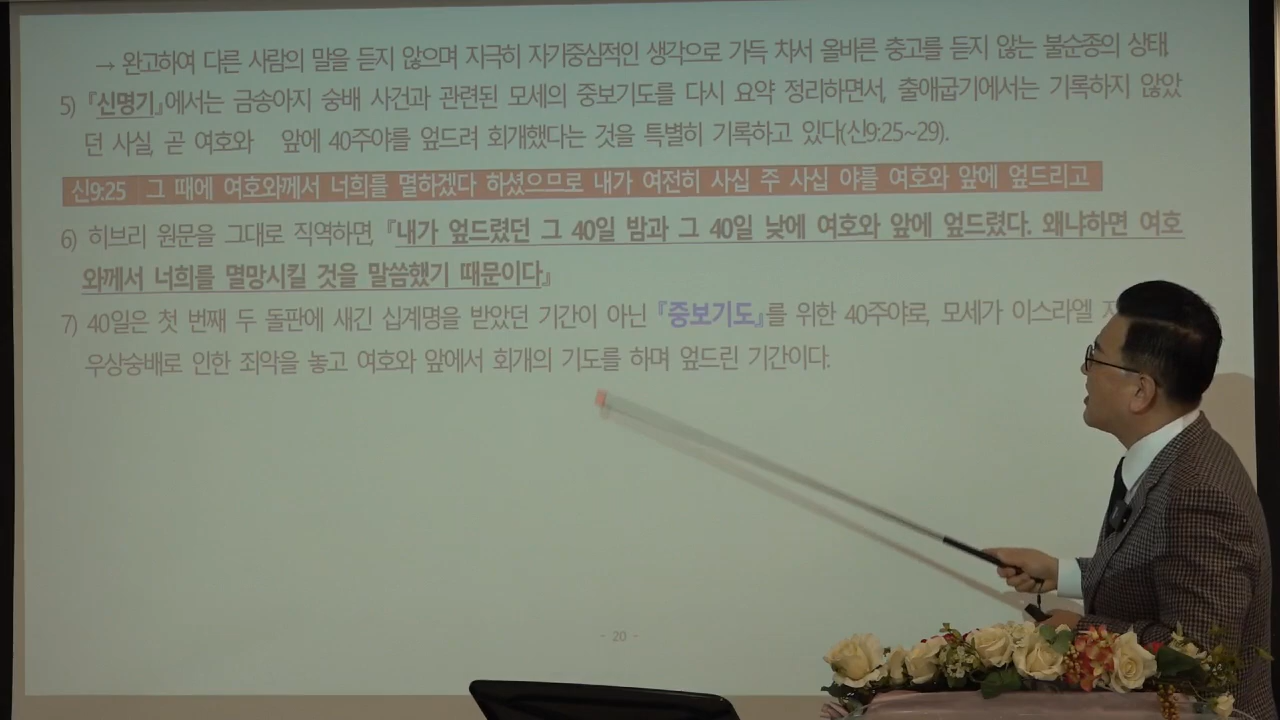 → 완고하여 다른 사람의 말을 듣지 않으며 지극히 자기중심적인 생각으로 가득 차서 올바른 충고를 듣지 않는 불순종의 상태
5) 『신명기』에서는 금송아지 숭배 사건과 관련된 모세의 중보기도를 다시 요약 정리하면서, 출애굽기에서는 기록하지 않았
던 사실, 곧 여호와 앞에 40주야를 엎드려 회개했다는 것을 특별히 기록하고 있다(신9:25~29).
신9:25 그 때에 여호와께서 너희를 멸하겠다 하셨으므로 내가 여전히 사십 주 사십 야를 여호와 앞에 엎드리고
6) 히브리 원문을 그대로 직역하면, 『내가 엎드렸던 그 40일 밤과 그 40일 낮에 여호와 앞에 엎드렸다. 왜냐하면 여호
와께서 너희를 멸망시킬 것을 말씀했기 때문이다』
7) 40일은 첫 번째 두 돌판에 새긴 십계명을 받았던 기간이 아닌 『중보기도』를 위한 40주야로, 모세가 이스라엘
우상숭배로 인한 죄악을 놓고 여호와 앞에서 회개의 기도를 하며 엎드린 기간이다.
- 20 -